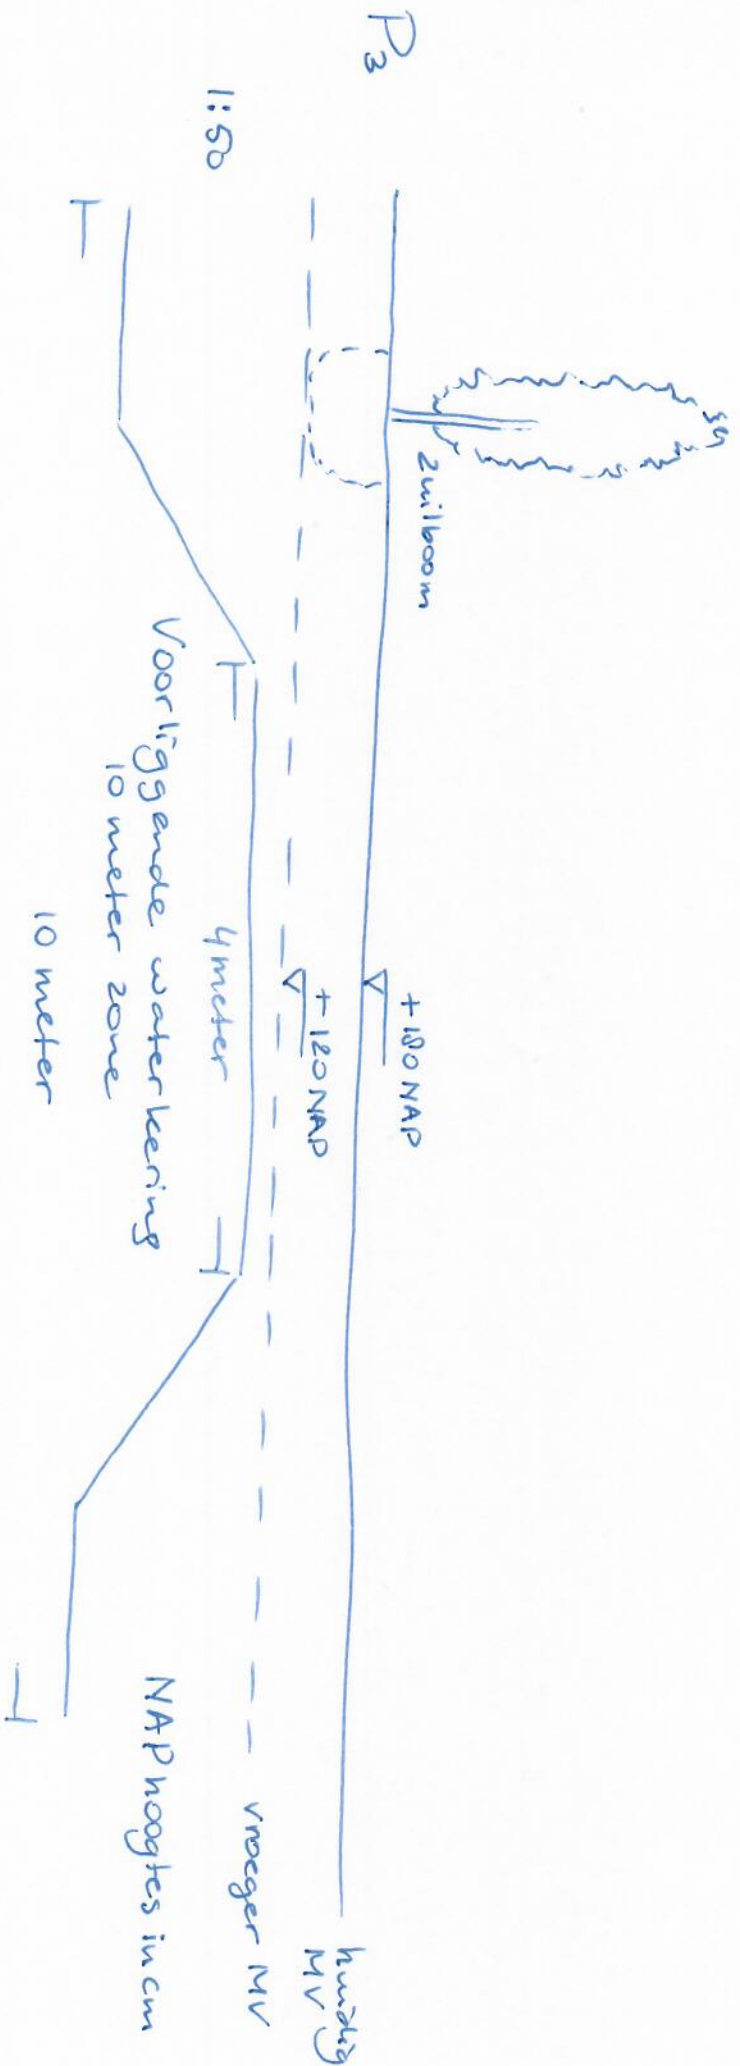 P3
1:50
zuilboom
+180 NAP
+120 NAP
4 meter
Voorliggende waterkering
10 meter zone
10 meter
huidig
MV
vroeger MV
NAP hoogtes in cm